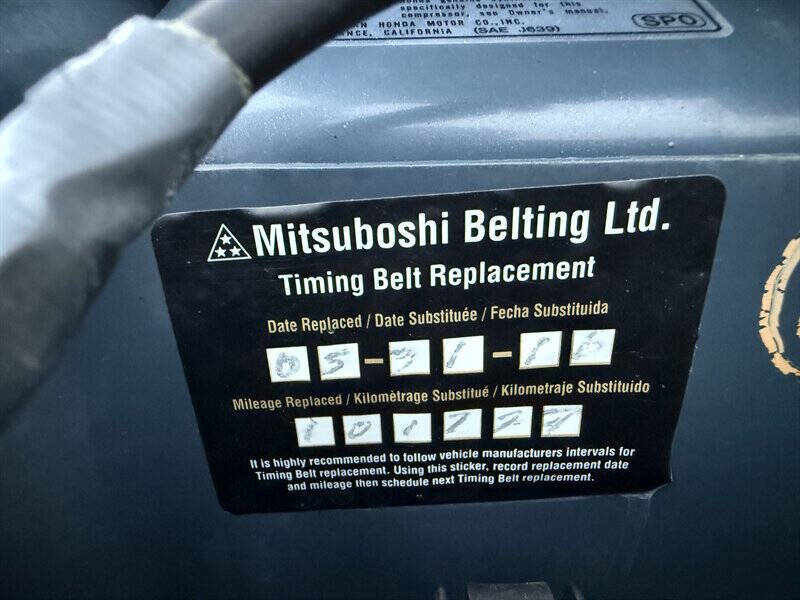 specifically designed for this
compressor, see Owner's manual.
HONDA MOTOR CO., INC.
CALIFORNIA (SAE J639)
SPO
Mitsuboshi Belting Ltd.
Timing Belt Replacement
Date Replaced / Date Substituée / Fecha Substituida
05-31-16
Mileage Replaced / Kilomètrage Substitué / Kilometraje Substituido
It is highly recommended to follow vehicle manufacturers intervals for
Timing Belt replacement. Using this sticker, record replacement date
and mileage then schedule next Timing Belt replacement.